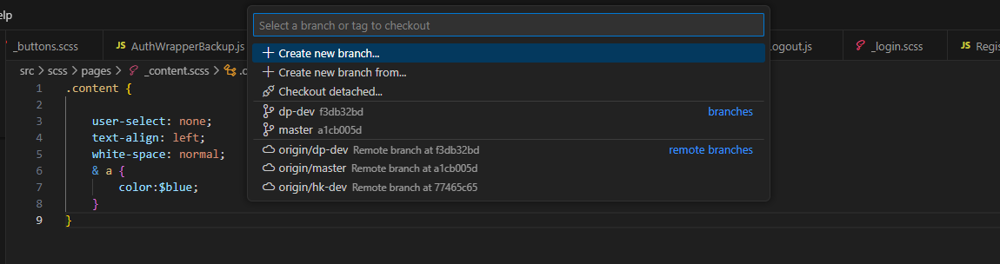 elp
Select a branch or tag to checkout
_buttons.scss
JS AuthWrapperBackup.js
ogout.js
_login.scss
JS Regis
src > scss > pages > _content.scss > .c
Create new branch...
Create new branch from...
Checkout detached...
dp-dev f3db32bd branches
master a1cb005d
origin/dp-dev Remote branch at f3db32bd remote branches
origin/master Remote branch at a1cb005d
origin/hk-dev Remote branch at 77465c65
1 .content {
2
3 user-select: none;
4 text-align: left;
5 white-space: normal;
6 & a {
7 color:$blue;
8 }
9 }